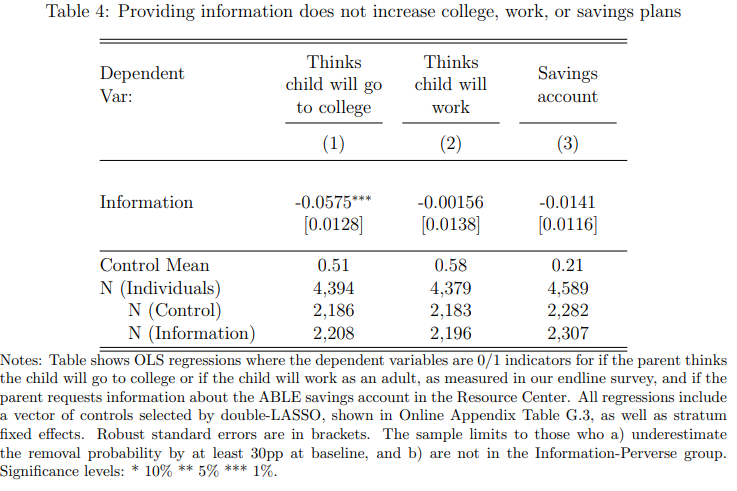 Table 4: Providing information does not increase college, work, or savings plans
Dependent Var: Thinks child will go to college Thinks child will work Savings account
(1) (2) (3)
Information -0.0575*** -0.00156 -0.0141
[0.0128] [0.0138] [0.0116]
Control Mean 0.51 0.58 0.21
N (Individuals) 4,394 4,379 4,589
N (Control) 2,186 2,183 2,282
N (Information) 2,208 2,196 2,307
Notes: Table shows OLS regressions where the dependent variables are 0/1 indicators for if the parent thinks
the child will go to college or if the child will work as an adult, as measured in our endline survey, and if the
parent requests information about the ABLE savings account in the Resource Center. All regressions include
a vector of controls selected by double-LASSO, shown in Online Appendix Table G.3, as well as stratum
fixed effects. Robust standard errors are in brackets. The sample limits to those who a) underestimate
the removal probability by at least 30pp at baseline, and b) are not in the Information-Perverse group.
Significance levels: * 10% ** 5% *** 1%.